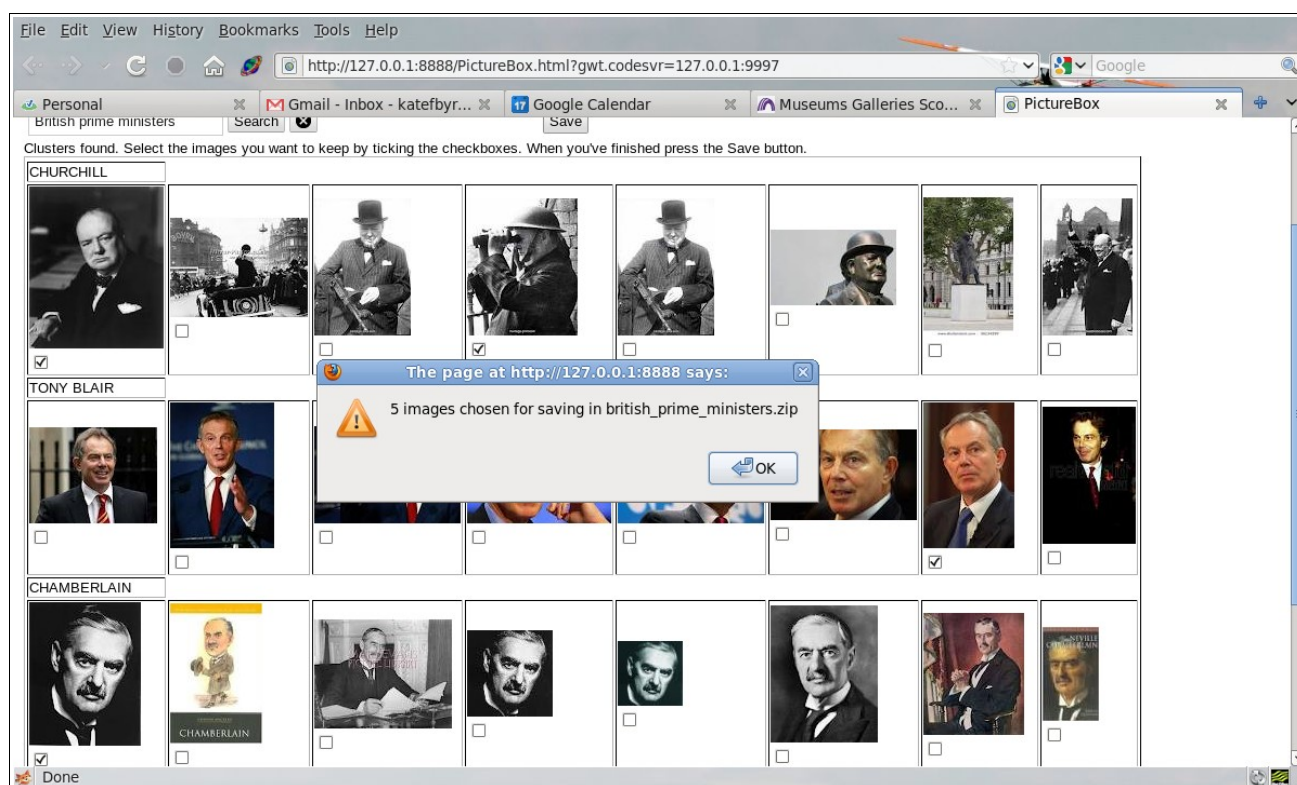 File Edit View History Bookmarks Tools Help
http://127.0.0.1:8888/PictureBox.html?gwt.codesvr=127.0.0.1:9997 Google
Personal Gmail - Inbox - katefbyr... 17 Google Calendar Museums Galleries Sco... PictureBox
British prime ministers Search Save
Clusters found. Select the images you want to keep by ticking the checkboxes. When you've finished press the Save button.
CHURCHILL
The page at http://127.0.0.1:8888 says:
TONY BLAIR
5 images chosen for saving in british_prime_ministers.zip
OK
CHAMBERLAIN
NEVILLE
CHAMBERLAIN
CHAMBERLAIN
Done